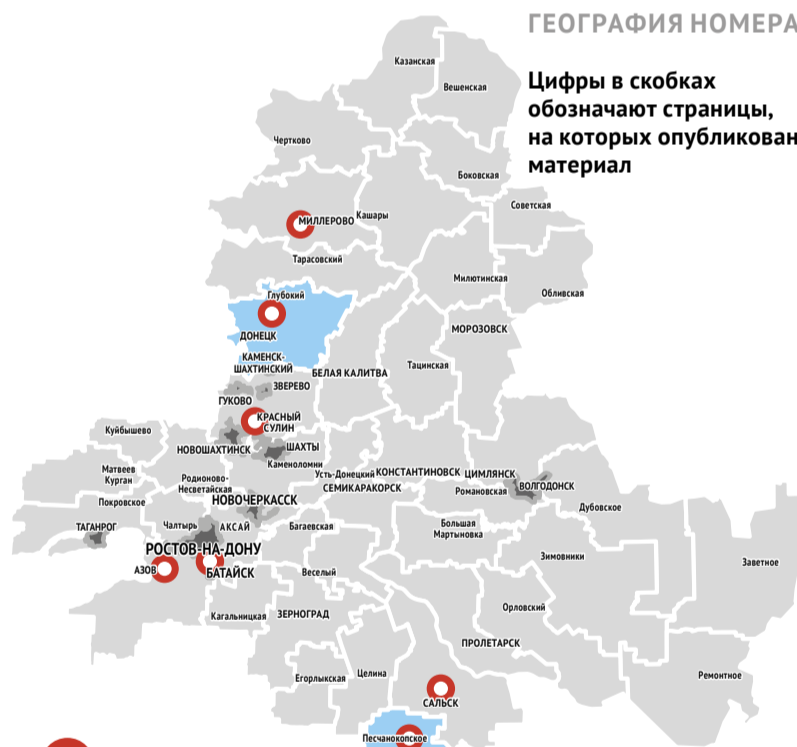 ГЕОГРАФИЯ НОМЕРА
Цифры в скобках
обозначают страницы,
на которых опубликован
материал
Казанская
Вешенская
Чертково
Боковская
Советская
МИЛЛЕРОВО
Кашары
Тарасовский
Милютинская
Обливская
Глубокий
ДОНЕЦК
МОРОЗОВСК
КАМЕНСК-
ШАХТИНСКИЙ
БЕЛАЯ КАЛИТВА
Тацинская
ЗВЕРЕВО
ГУКОВО
КРАСНЫЙ
СУЛИН
Куйбышево
НОВОШАХТИНСК
ШАХТЫ
Каменоломни
Матвеев
Курган
Родионово-
Несветайская
Усть-Донецкий
КОНСТАНТИНОВСК
ЦИМЛЯНСК
СЕМИКАРАКОРСК
Романовская
ВОЛГОДОНСК
Покровское
НОВОЧЕРКАССК
Дубовское
ТАГАНРОГ
Чалтырь
АКСАЙ
Багаевская
Большая
Мартыновка
РОСТОВ-НА-ДОНУ
Зимовники
Заветное
АЗОВ
БАТАЙСК
Веселый
Орловский
Кагальницкая
ЗЕРНОГРАД
ПРОЛЕТАРСК
Егорлыкская
Целина
Ремонтное
САЛЬСК
Песчанокопское